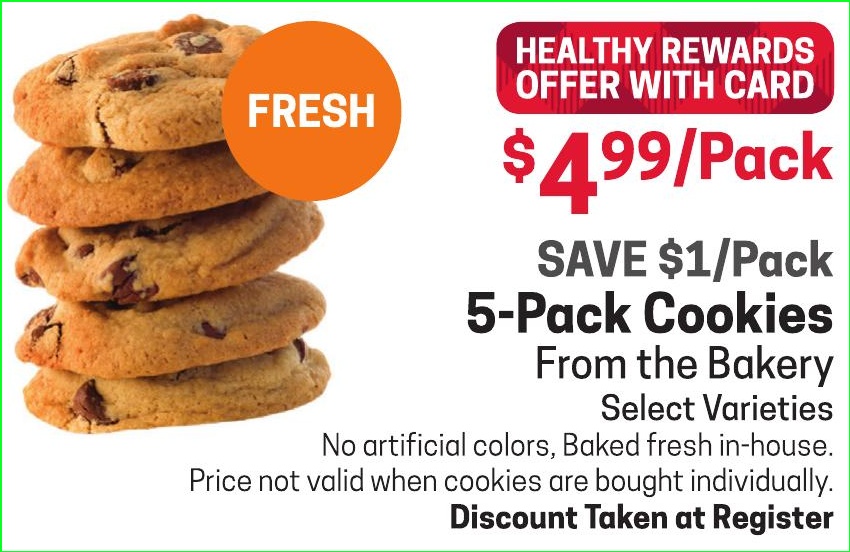 FRESH
HEALTHY REWARDS
OFFER WITH CARD
$4.99/Pack
SAVE $1/Pack
5-Pack Cookies
From the Bakery
Select Varieties
No artificial colors, Baked fresh in-house.
Price not valid when cookies are bought individually.
Discount Taken at Register